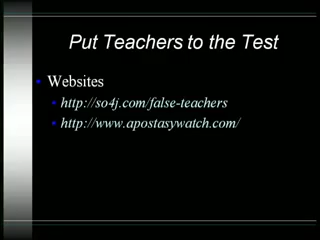 Put Teachers to the Test
Websites
http://so4j.com/false-teachers
http://www.apostasywatch.com/